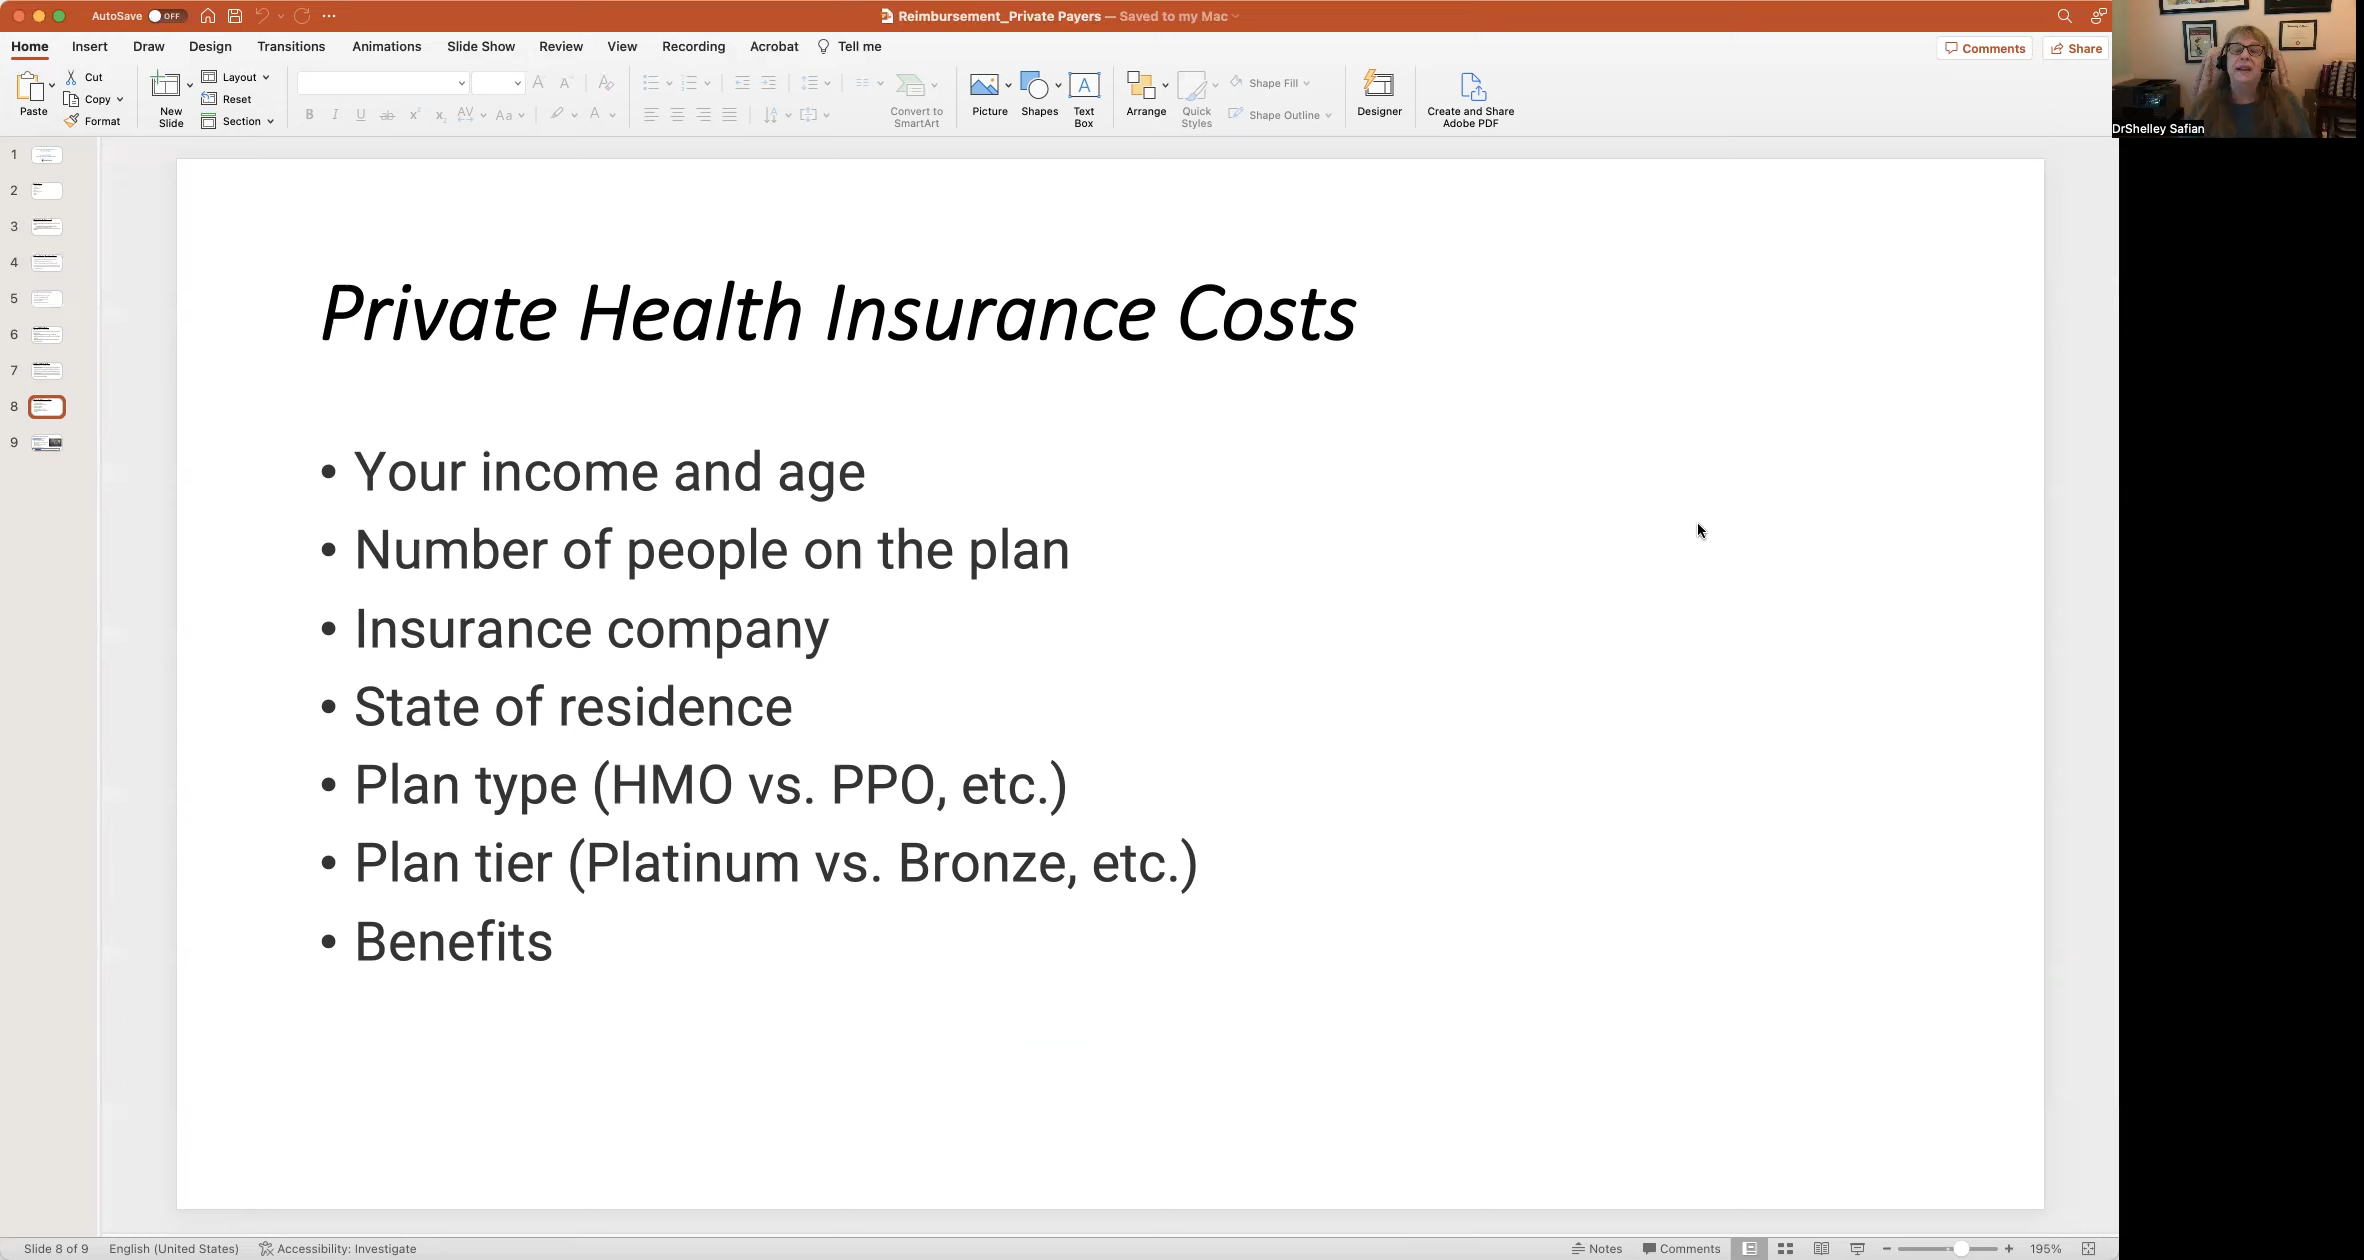 AutoSave OFF
Reimbursement_Private Payers — Saved to my Mac
Home Insert Draw Design Transitions Animations Slide Show Review View Recording Acrobat Tell me
Comments Share
Paste
Cut
Copy
Format
New
Slide
Layout
Reset
Section
B I U ab x² x₂ AV Aa A
Convert to
SmartArt
Picture
Shapes
Text
Box
Arrange
Quick
Styles
Shape Fill
Shape Outline
Designer
Create and Share
Adobe PDF
DrShelley Safian
1
2
3
4
5
6
7
8
9
Private Health Insurance Costs
• Your income and age
• Number of people on the plan
• Insurance company
• State of residence
• Plan type (HMO vs. PPO, etc.)
• Plan tier (Platinum vs. Bronze, etc.)
• Benefits
Slide 8 of 9 English (United States) Accessibility: Investigate
Notes Comments 195%